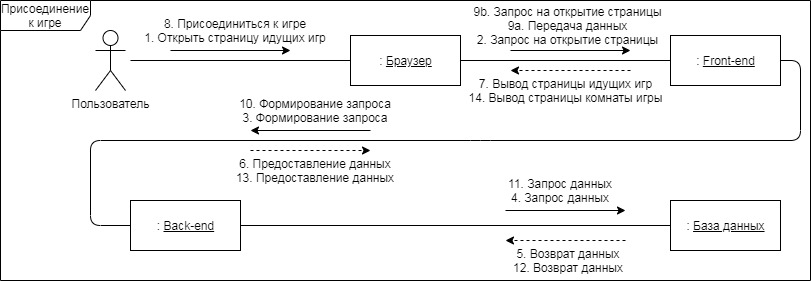 Присоединение
к игре
8. Присоединиться к игре
1. Открыть страницу идущих игр
9b. Запрос на открытие страницы
9a. Передача данных
2. Запрос на открытие страницы
: Браузер
: Front-end
Пользователь
7. Вывод страницы идущих игр
14. Вывод страницы комнаты игры
10. Формирование запроса
3. Формирование запроса
6. Предоставление данных
13. Предоставление данных
11. Запрос данных
4. Запрос данных
: Back-end
: База данных
5. Возврат данных
12. Возврат данных